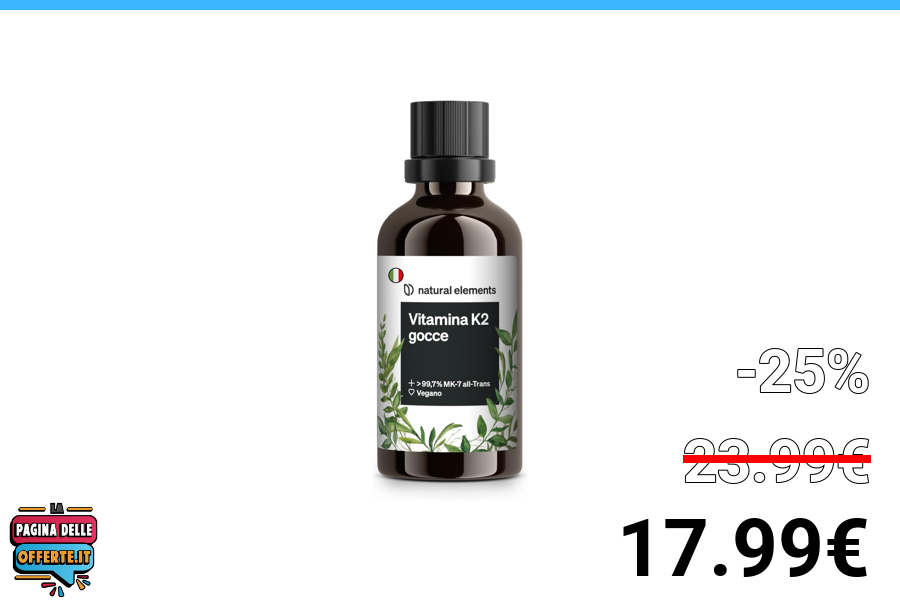 natural elements
Vitamina K2
gocce
> 99,7% MK-7 all-Trans
Vegano
-25%
23.99€
17.99€
LA
PAGINA DELLE
OFFERTE.IT